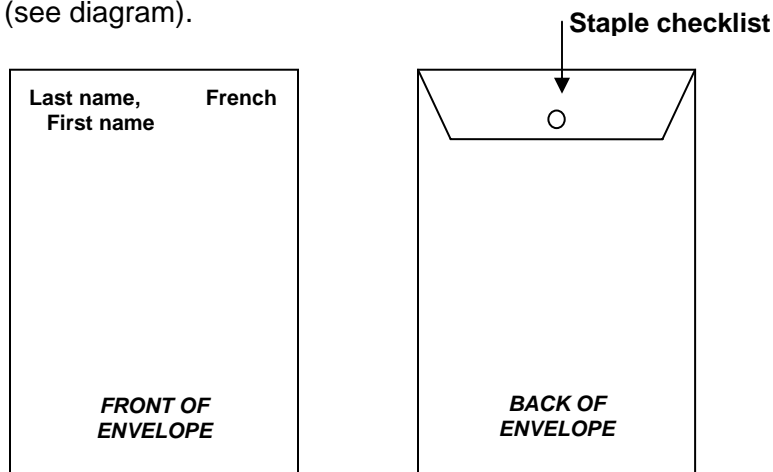 (see diagram).
Staple checklist
Last name, French
First name
FRONT OF
ENVELOPE
BACK OF
ENVELOPE